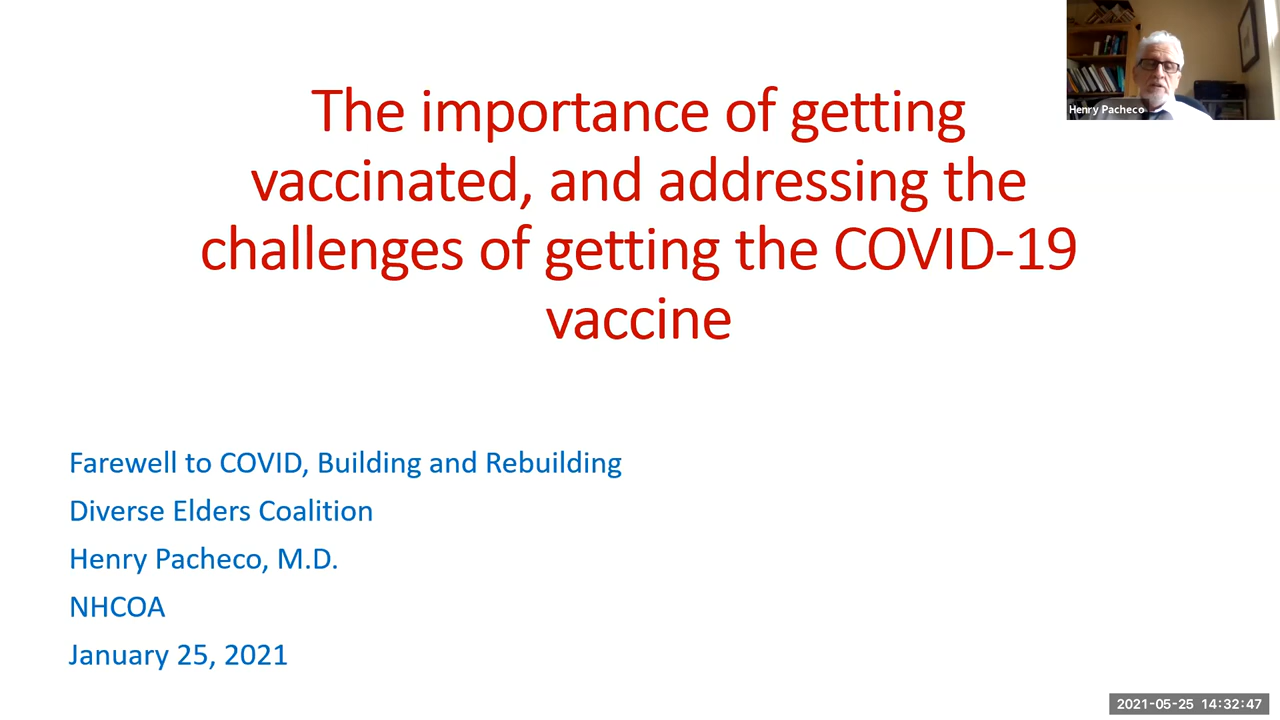 Henry Pacheco
The importance of getting
vaccinated, and addressing the
challenges of getting the COVID-19
vaccine
Farewell to COVID, Building and Rebuilding
Diverse Elders Coalition
Henry Pacheco, M.D.
NHCOA
January 25, 2021
2021-05-25 14:32:47